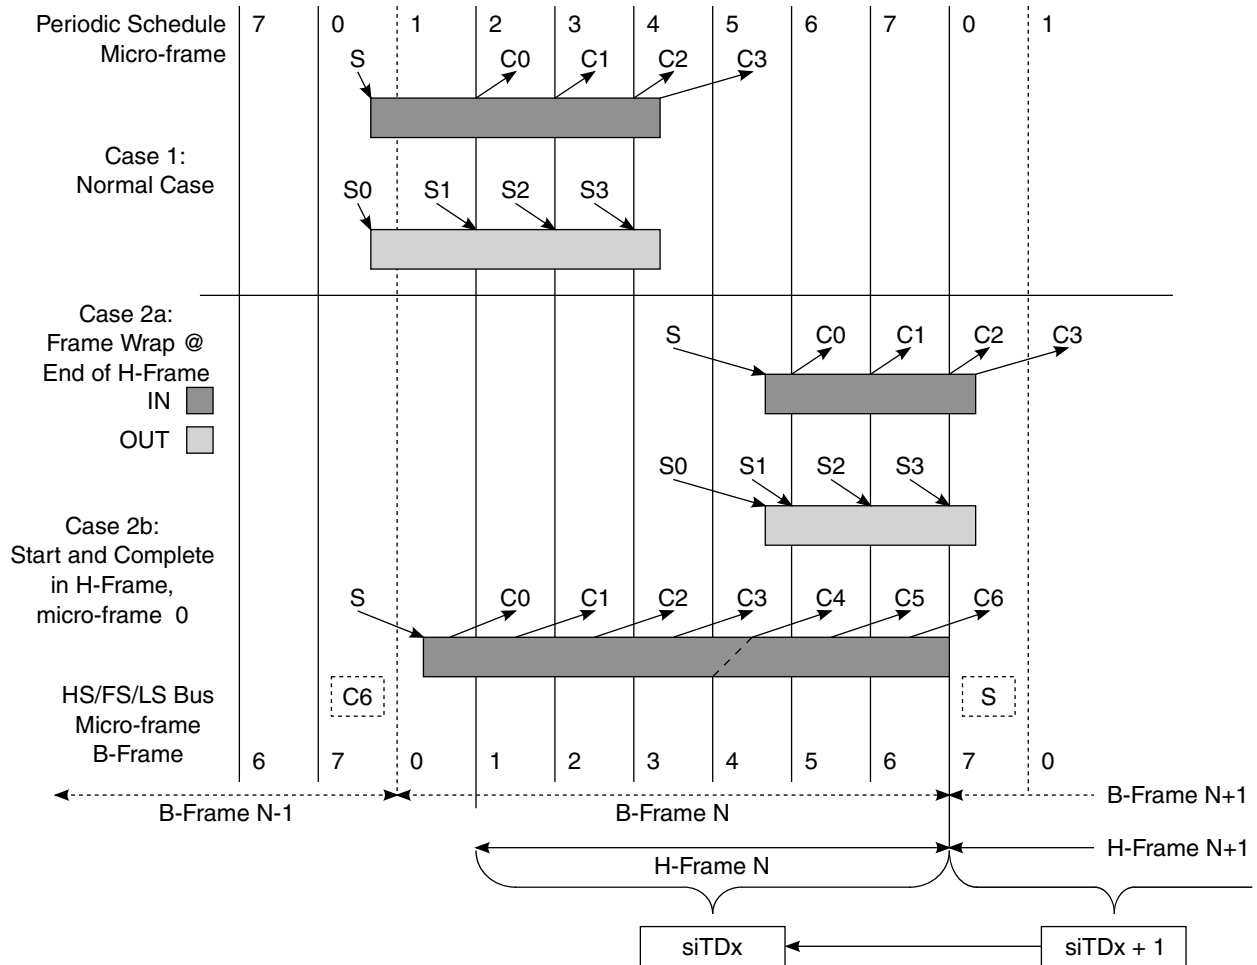 Periodic Schedule
Micro-frame
7 0 1 2 3 4 5 6 7 0 1
S C0 C1 C2 C3
Case 1:
Normal Case
S0 S1 S2 S3
Case 2a:
Frame Wrap @
End of H-Frame
S C0 C1 C2 C3
IN
OUT
S0 S1 S2 S3
Case 2b:
Start and Complete
in H-Frame,
micro-frame 0
S C0 C1 C2 C3 C4 C5 C6
HS/FS/LS Bus
Micro-frame
B-Frame
C6 S
6 7 0 1 2 3 4 5 6 7 0
B-Frame N-1 B-Frame N B-Frame N+1
H-Frame N H-Frame N+1
siTDx siTDx + 1